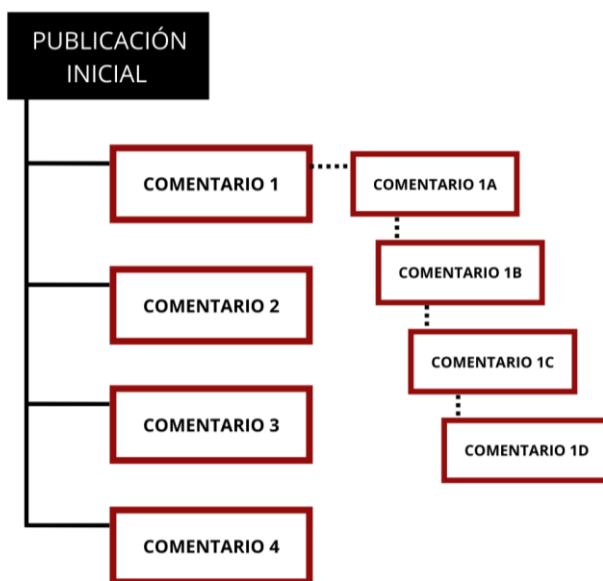 PUBLICACIÓN
INICIAL
COMENTARIO 1
COMENTARIO 1A
COMENTARIO 1B
COMENTARIO 2
COMENTARIO 1C
COMENTARIO 3
COMENTARIO 1D
COMENTARIO 4